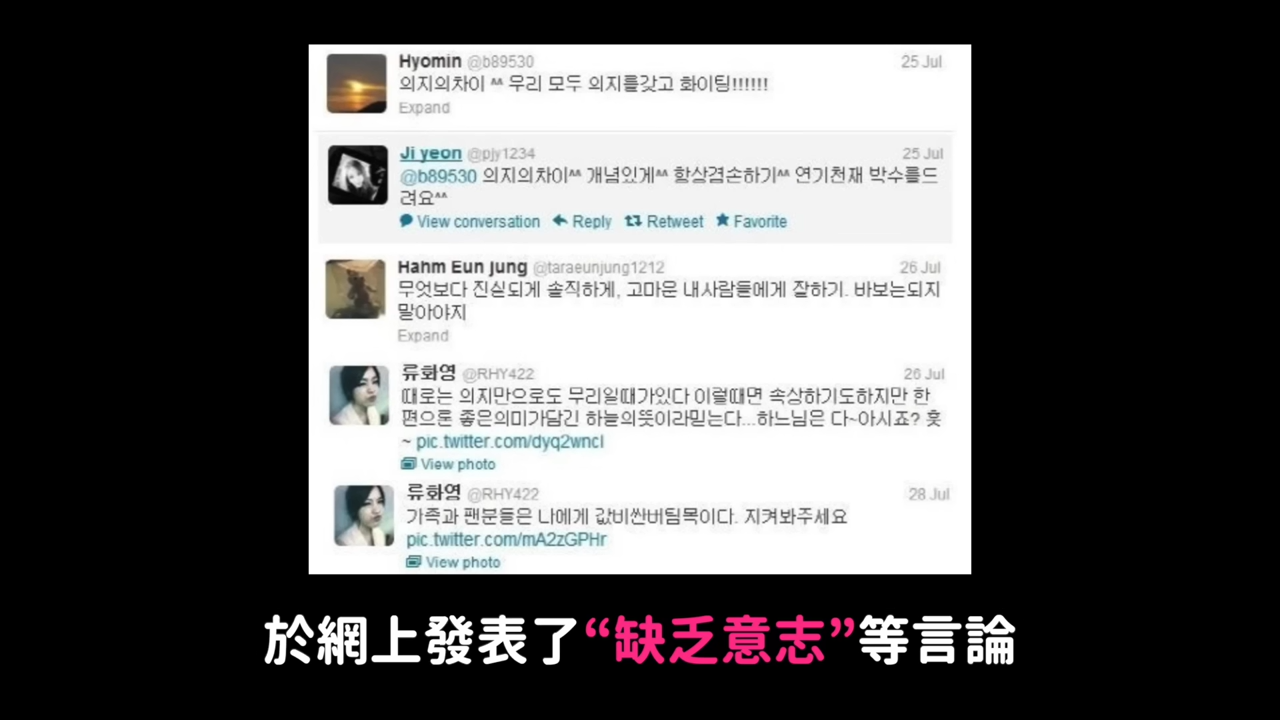 Hyomin @b89530 25 Jul
의지의차이 ^^ 우리 모두 의지를갖고 화이팅!!!!!!
Expand
Ji yeon @pjy1234 25 Jul
@b89530 의지의차이^^ 개념있게^^ 항상겸손하기^^ 연기천재 박수를드
려요^^
View conversation Reply Retweet Favorite
Hahm Eun Jung @taraeunjung1212 26 Jul
무엇보다 진실되게 솔직하게, 고마운 내사람들에게 잘하기. 바보는되지
말아야지
Expand
류화영 @RHY422 26 Jul
때로는 의지만으로도 무리일때가있다 이럴때면 속상하기도하지만 한
편으론 좋은의미가담긴 하늘의뜻이라믿는다...하느님은 다~아시죠? 훗
~ pic.twitter.com/dyq2wncl
View photo
류화영 @RHY422 28 Jul
가족과 팬분들은 나에게 값비싼버팀목이다. 지켜봐주세요
pic.twitter.com/mA2zGPHr
View photo
於網上發表了“缺乏意志”等言論